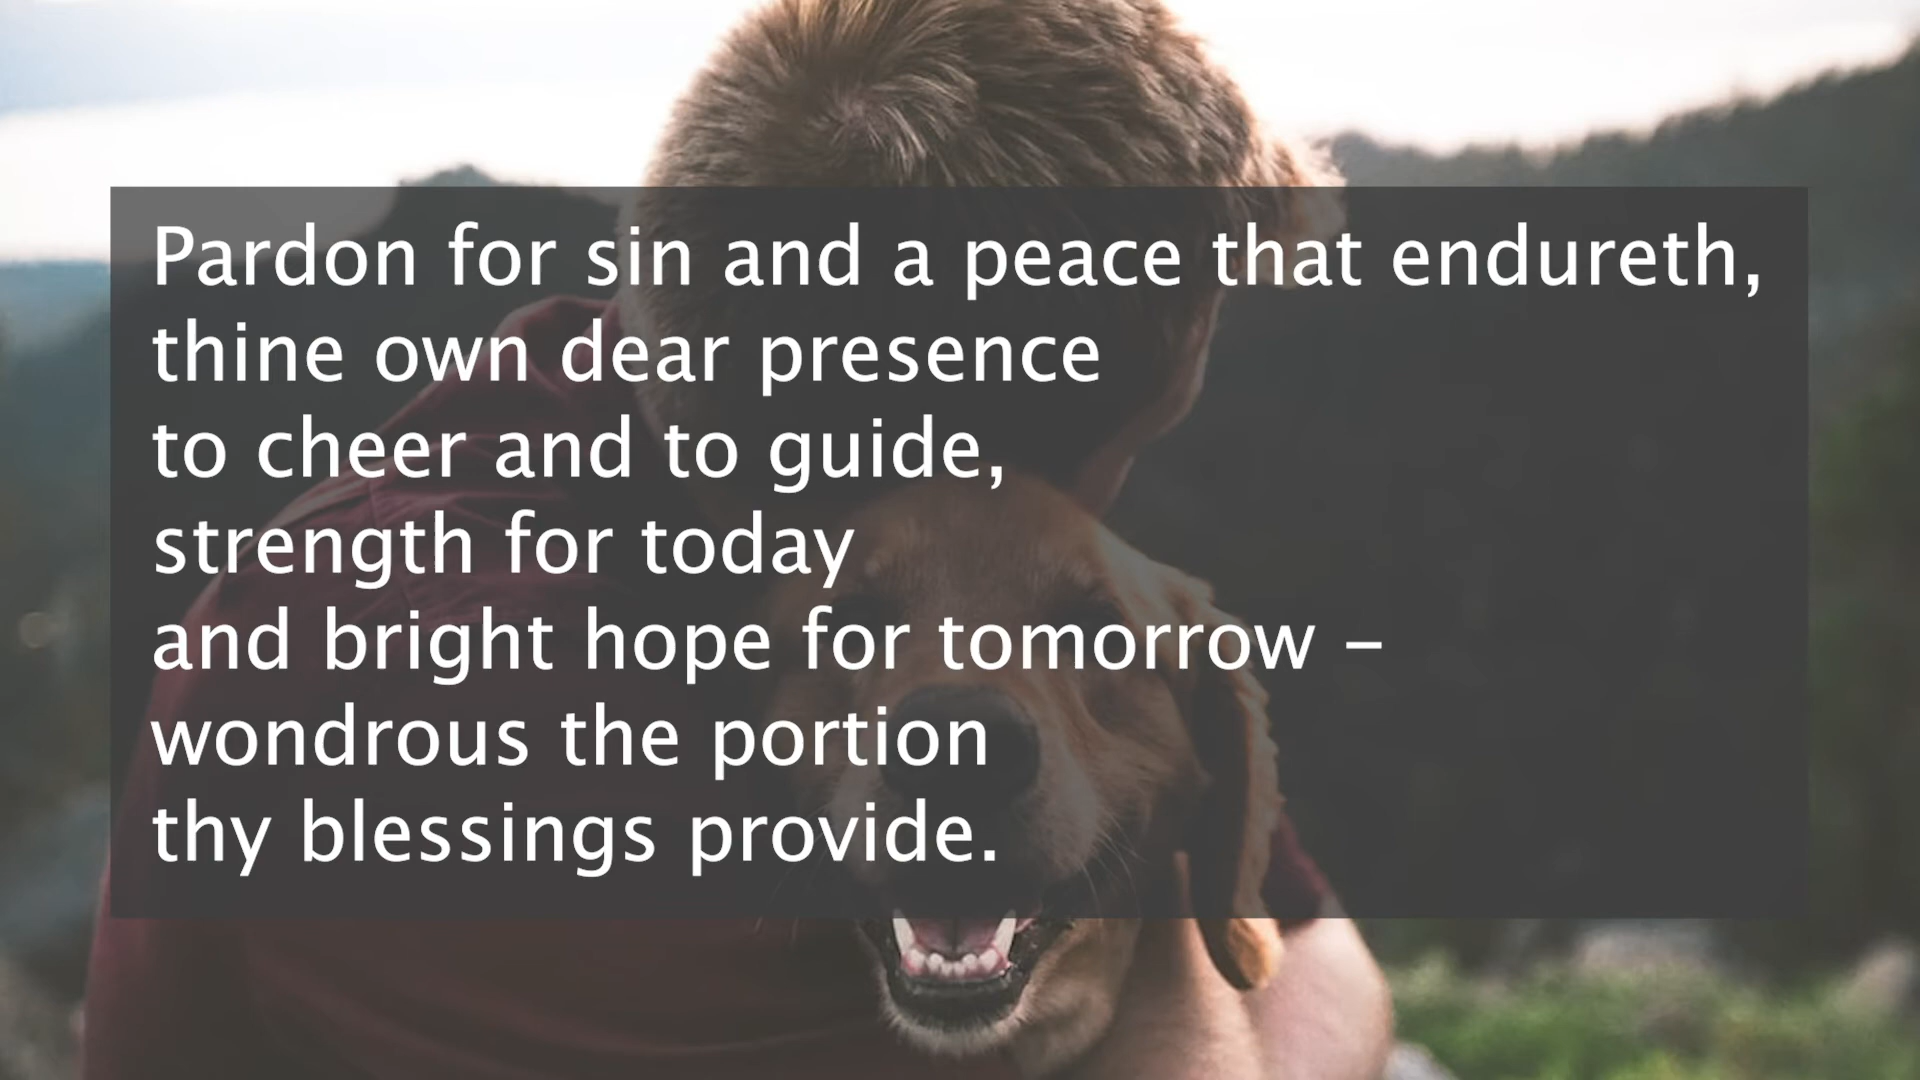 Pardon for sin and a peace that endureth,
thine own dear presence
to cheer and to guide,
strength for today
and bright hope for tomorrow –
wondrous the portion
thy blessings provide.